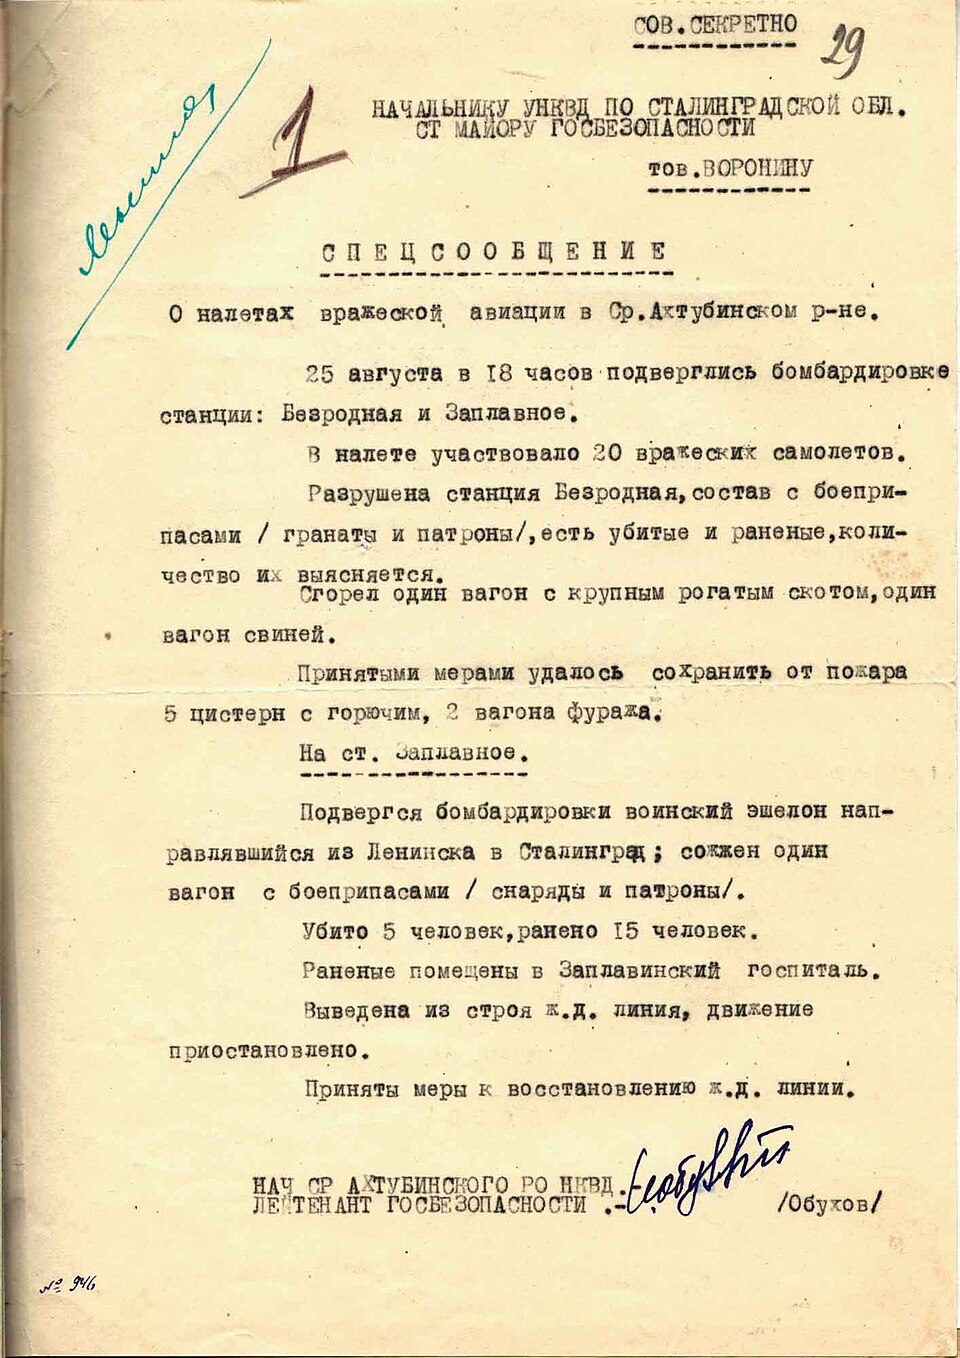 СОВ.СЕКРЕТНО
29
1
НАЧАЛЬНИКУ УНКВД ПО СТАЛИНГРАДСКОЙ ОБЛ.
СТ МАЙОРУ ГОСБЕЗОПАСНОСТИ
тов.ВОРОНИНУ
СПЕЦСООБЩЕНИЕ
О налетах вражеской авиации в Ср.Ахтубинском р-не.
25 августа в 18 часов подверглись бомбардировке
станции: Безродная и Заплавное.
В налете участвовало 20 вражеских самолетов.
Разрушена станция Безродная,состав с боепри-
пасами / гранаты и патроны/,есть убитые и раненые,коли-
чество их выясняется.
Сгорел один вагон с крупным рогатым скотом,один
вагон свиней.
Принятыми мерами удалось сохранить от пожара
5 цистерн с горючим, 2 вагона фуража.
На ст. Заплавное.
Подвергся бомбардировки воинский эшелон нап-
равлявшийся из Ленинска в Сталинград; сожжен один
вагон с боеприпасами / снаряды и патроны/.
Убито 5 человек,ранено 15 человек.
Раненые помещены в Заплавинский госпиталь.
Выведена из строя ж.д. линия, движение
приостановлено.
Приняты меры к восстановлению ж.д. линии.
НАЧ СР АХТУБИНСКОГО РО НКВД.-
ЛЕЙТЕНАНТ ГОСБЕЗОПАСНОСТИ .- /Обухов/
№ 946